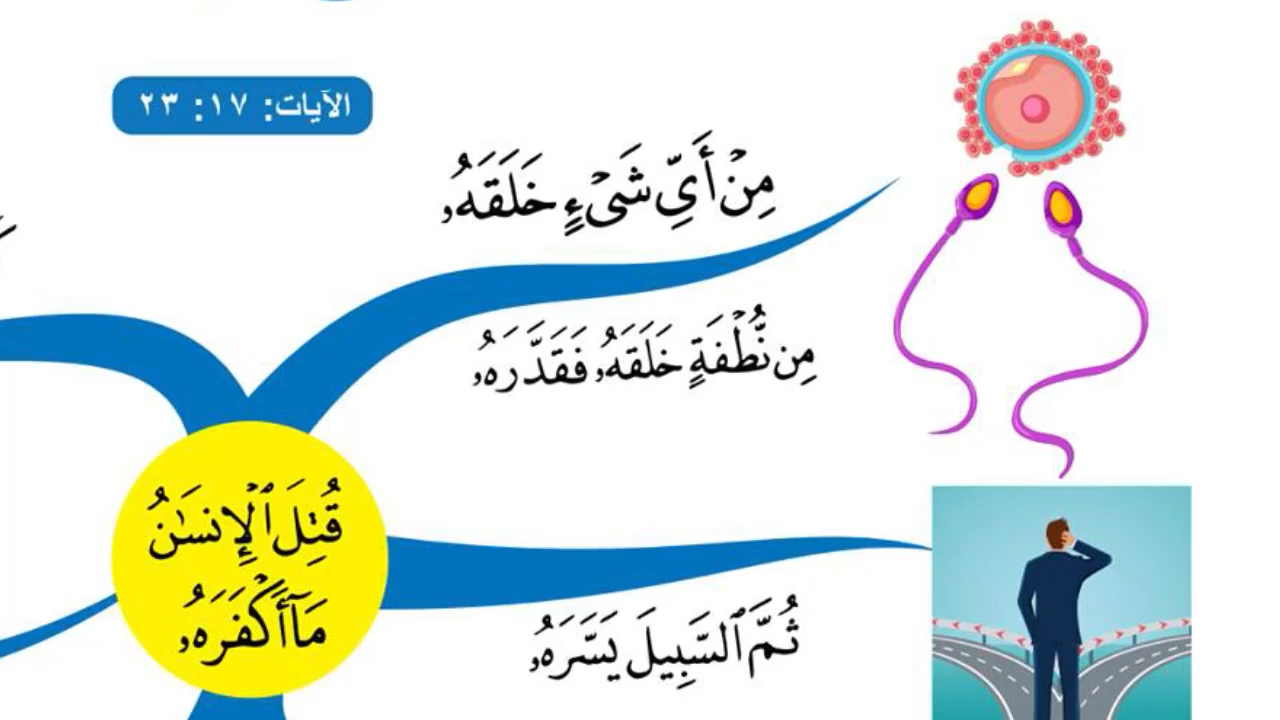 الآيات: ١٧: ٢٣
مِنۡ أَيِّ شَيۡءٍ خَلَقَهُۥ
مِن نُّطۡفَةٍ خَلَقَهُۥ فَقَدَّرَهُۥ
قُتِلَ ٱلۡإِنسَٰنُ
مَآ أَكۡفَرَهُۥ
ثُمَّ ٱلسَّبِيلَ يَسَّرَهُۥ